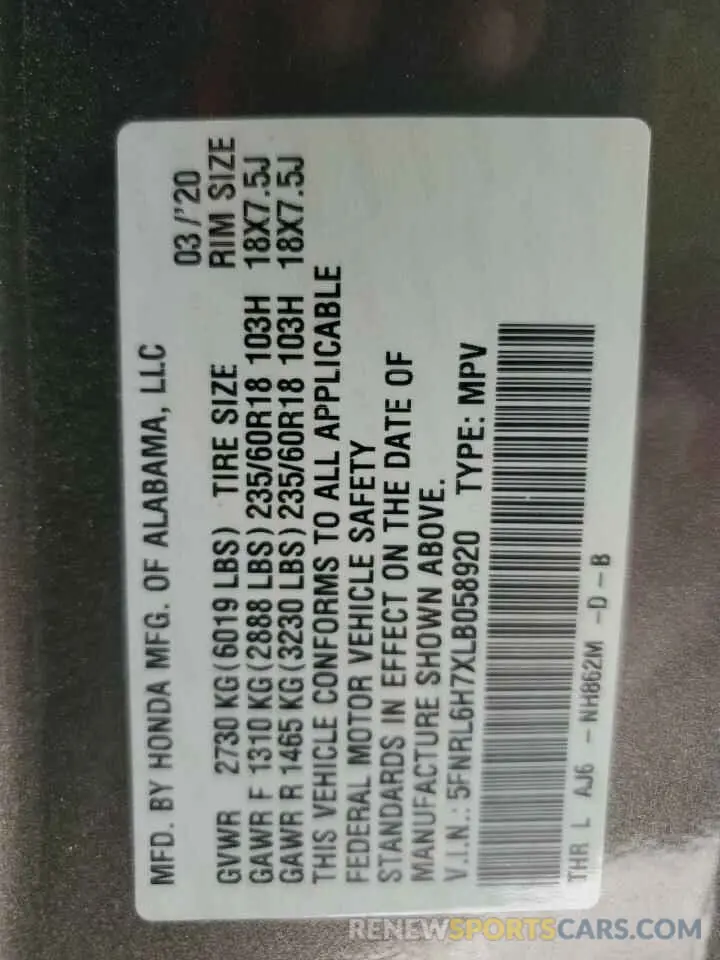 MFD. BY HONDA MFG. OF ALABAMA, LLC 03/'20
GVWR 2730 KG (6019 LBS) TIRE SIZE RIM SIZE
GAWR F 1310 KG (2888 LBS) 235/60R18 103H 18X7.5J
GAWR R 1465 KG (3230 LBS) 235/60R18 103H 18X7.5J
THIS VEHICLE CONFORMS TO ALL APPLICABLE
FEDERAL MOTOR VEHICLE SAFETY
STANDARDS IN EFFECT ON THE DATE OF
MANUFACTURE SHOWN ABOVE.
V.I.N.: 5FNRL6H7XLB058920 TYPE: MPV
THR L AJ6 - NH862M -D-B
RENEWSPORTSCARS.COM